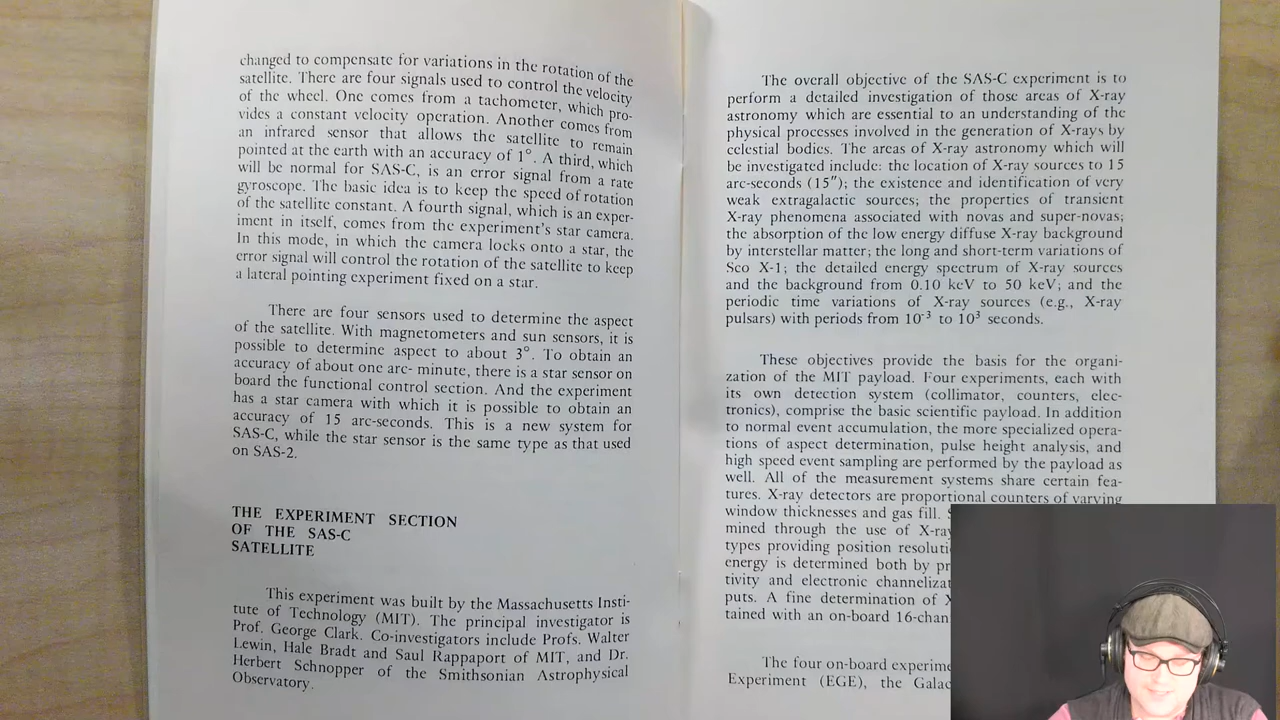 changed to compensate for variations in the rotation of the
satellite. There are four signals used to control the velocity
of the wheel. One comes from a tachometer, which pro-
vides a constant velocity operation. Another comes from
an infrared sensor that allows the satellite to remain
pointed at the earth with an accuracy of 1°. A third, which
will be normal for SAS-C, is an error signal from a rate
gyroscope. The basic idea is to keep the speed of rotation
of the satellite constant. A fourth signal, which is an exper-
iment in itself, comes from the experiment's star camera.
In this mode, in which the camera locks onto a star, the
error signal will control the rotation of the satellite to keep
a lateral pointing experiment fixed on a star.
There are four sensors used to determine the aspect
of the satellite. With magnetometers and sun sensors, it is
possible to determine aspect to about 3°. To obtain an
accuracy of about one arc- minute, there is a star sensor on
board the functional control section. And the experiment
has a star camera with which it is possible to obtain an
accuracy of 15 arc-seconds. This is a new system for
SAS-C, while the star sensor is the same type as that used
on SAS-2.
THE EXPERIMENT SECTION
OF THE SAS-C
SATELLITE
This experiment was built by the Massachusetts Insti-
tute of Technology (MIT). The principal investigator is
Prof. George Clark. Co-investigators include Profs. Walter
Lewin, Hale Bradt and Saul Rappaport of MIT, and Dr.
Herbert Schnopper of the Smithsonian Astrophysical
Observatory.
The overall objective of the SAS-C experiment is to
perform a detailed investigation of those areas of X-ray
astronomy which are essential to an understanding of the
physical processes involved in the generation of X-rays by
celestial bodies. The areas of X-ray astronomy which will
be investigated include: the location of X-ray sources to 15
arc-seconds (15″); the existence and identification of very
weak extragalactic sources; the properties of transient
X-ray phenomena associated with novas and super-novas;
the absorption of the low energy diffuse X-ray background
by interstellar matter; the long and short-term variations of
Sco X-1; the detailed energy spectrum of X-ray sources
and the background from 0.10 keV to 50 keV; and the
periodic time variations of X-ray sources (e.g., X-ray
pulsars) with periods from 10⁻³ to 10³ seconds.
These objectives provide the basis for the organi-
zation of the MIT payload. Four experiments, each with
its own detection system (collimator, counters, elec-
tronics), comprise the basic scientific payload. In addition
to normal event accumulation, the more specialized opera-
tions of aspect determination, pulse height analysis, and
high speed event sampling are performed by the payload as
well. All of the measurement systems share certain fea-
tures. X-ray detectors are proportional counters of varying
window thicknesses and gas fill.
mined through the use of X-ray
types providing position
energy is determined both by
tivity and electronic
puts. A fine determination of
tained with an on-board 16-chan
The four on-board
Experiment (EGE), the